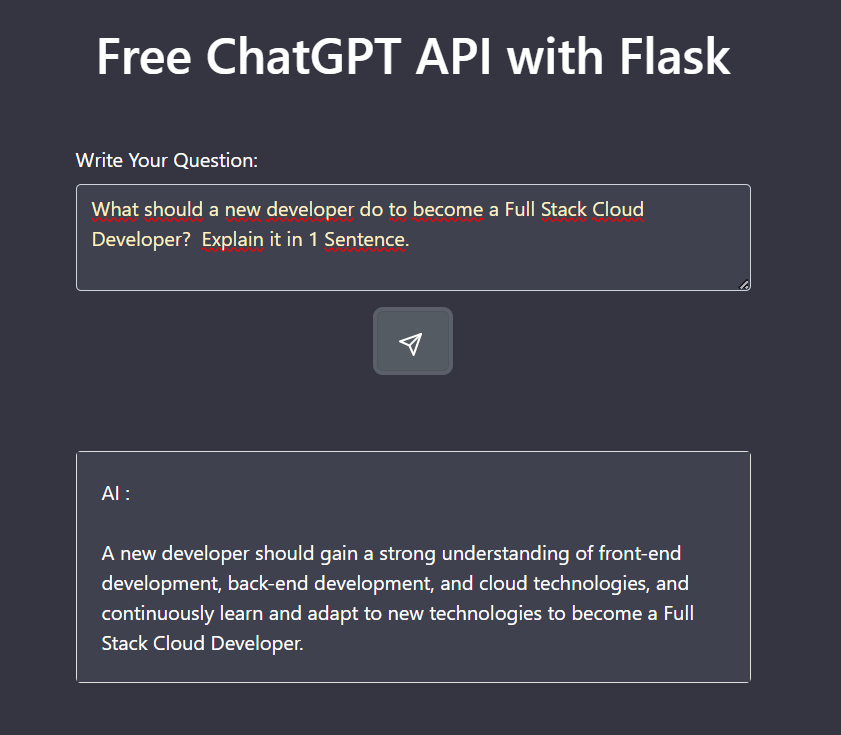 Free ChatGPT API with Flask
Write Your Question:
What should a new developer do to become a Full Stack Cloud
Developer?  Explain it in 1 Sentence.
AI :
A new developer should gain a strong understanding of front-end
development, back-end development, and cloud technologies, and
continuously learn and adapt to new technologies to become a Full
Stack Cloud Developer.